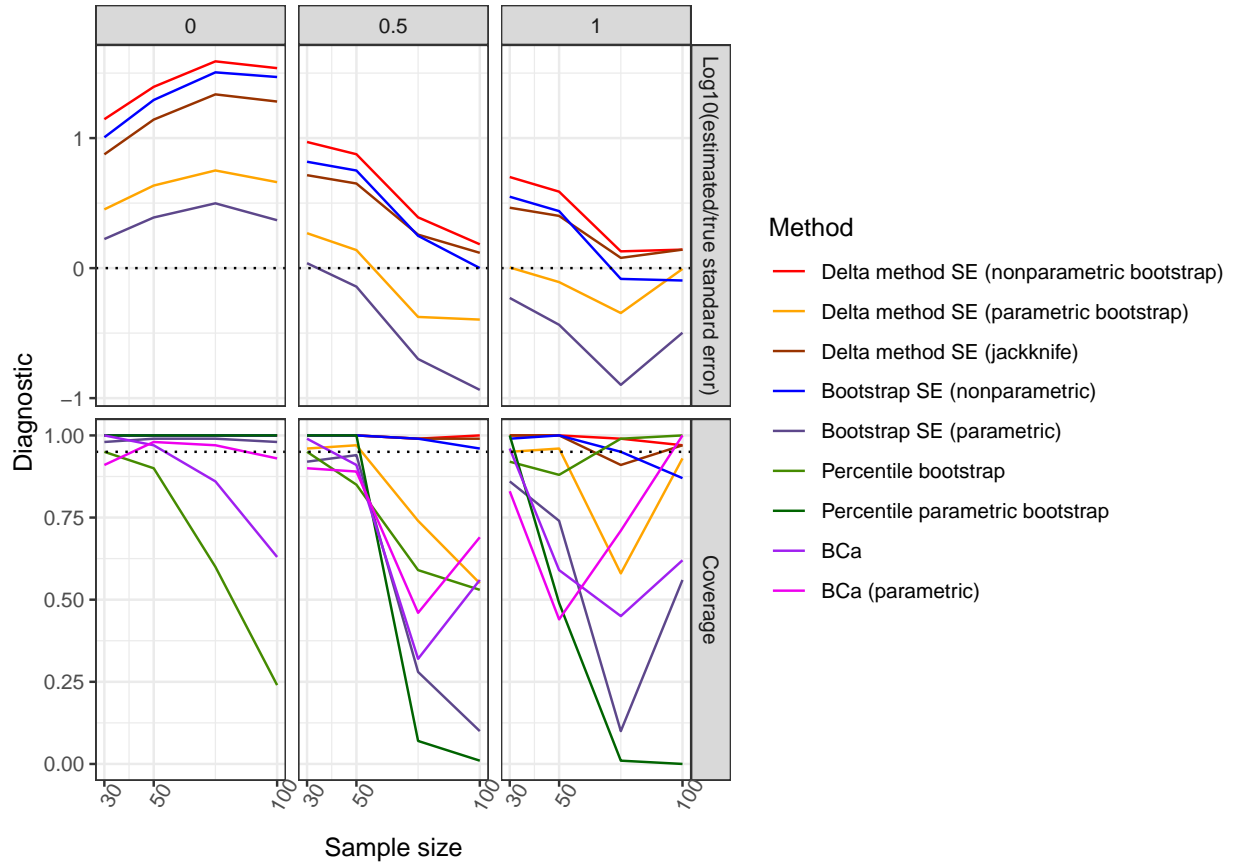 0
0.5
1
Log10(estimated/true standard error)
1
0
−1
Diagnostic
Coverage
1.00
0.75
0.50
0.25
0.00
30
50
100
30
50
100
30
50
100
Sample size
Method
Delta method SE (nonparametric bootstrap)
Delta method SE (parametric bootstrap)
Delta method SE (jackknife)
Bootstrap SE (nonparametric)
Bootstrap SE (parametric)
Percentile bootstrap
Percentile parametric bootstrap
BCa
BCa (parametric)